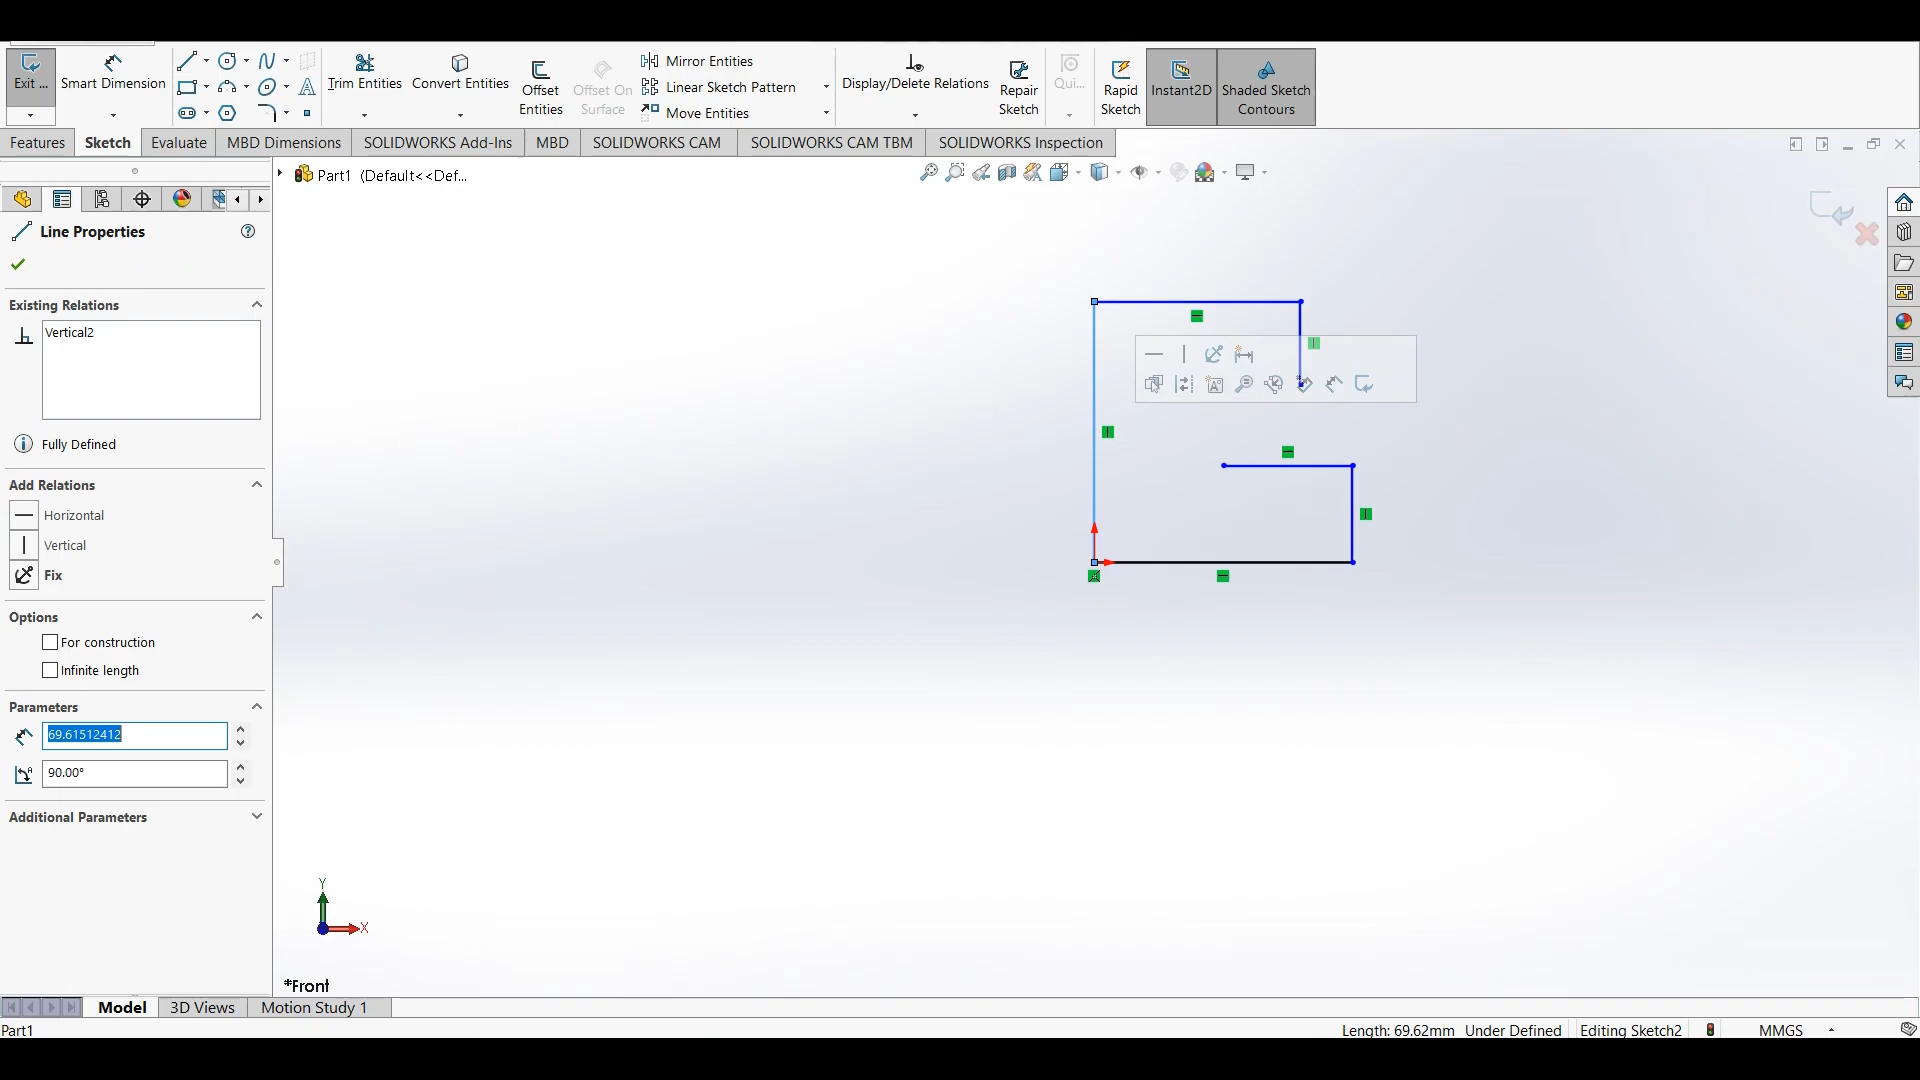 Exit ...
Smart Dimension
Trim Entities
Convert Entities
Offset Entities
Offset On Surface
Mirror Entities
Linear Sketch Pattern
Move Entities
Display/Delete Relations
Repair Sketch
Qui...
Rapid Sketch
Instant2D
Shaded Sketch Contours
Features
Sketch
Evaluate
MBD Dimensions
SOLIDWORKS Add-Ins
MBD
SOLIDWORKS CAM
SOLIDWORKS CAM TBM
SOLIDWORKS Inspection
Part1 (Default<<Def...
Line Properties
Existing Relations
Vertical2
Fully Defined
Add Relations
Horizontal
Vertical
Fix
Options
For construction
Infinite length
Parameters
69.61512412
90.00°
Additional Parameters
Y
X
*Front
Model
3D Views
Motion Study 1
Part1
Length: 69.62mm
Under Defined
Editing Sketch2
MMGS